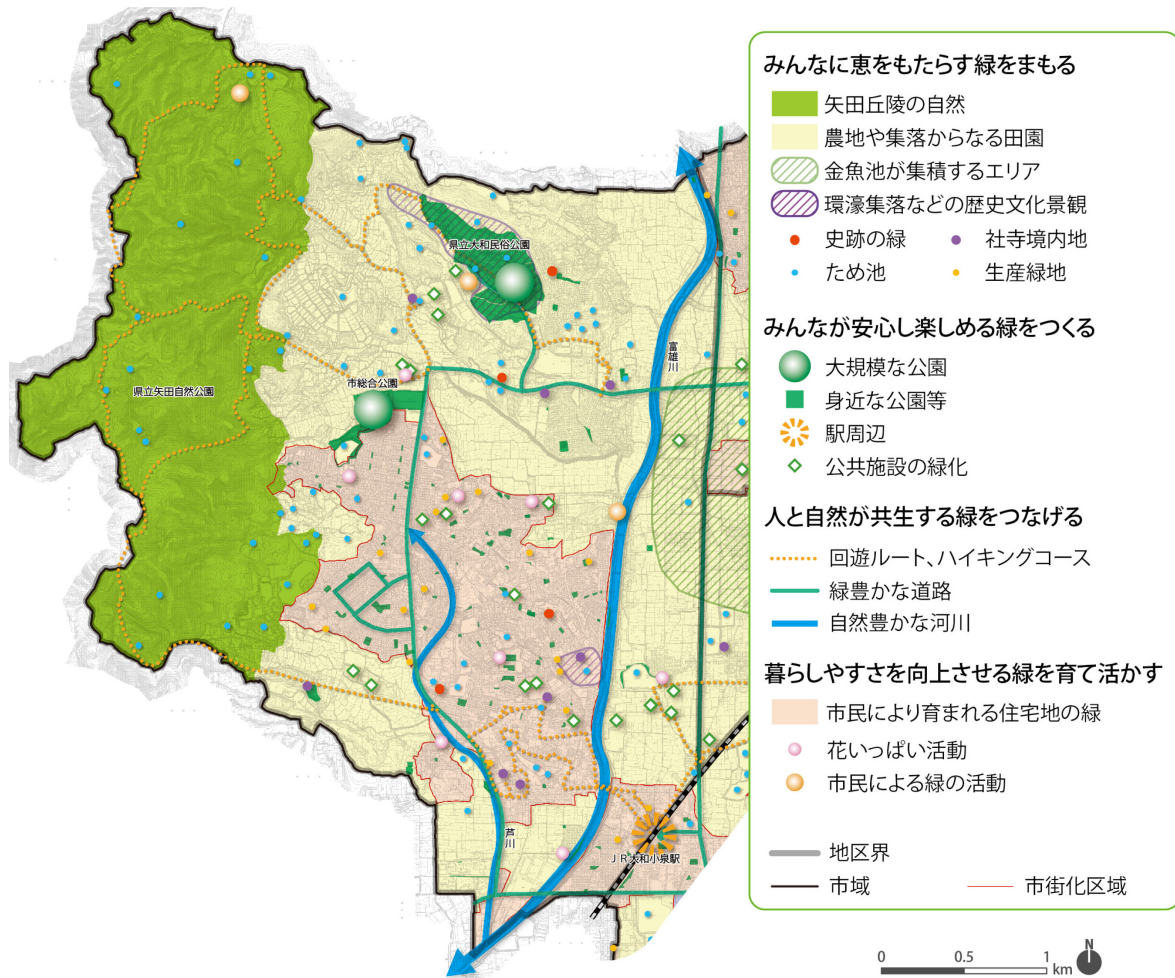 みんなに恵をもたらす緑をまもる
矢田丘陵の自然
農地や集落からなる田園
金魚池が集積するエリア
環濠集落などの歴史文化景観
史跡の緑
社寺境内地
ため池
生産緑地
みんなが安心し楽しめる緑をつくる
大規模な公園
身近な公園等
駅周辺
公共施設の緑化
人と自然が共生する緑をつなげる
回遊ルート、ハイキングコース
緑豊かな道路
自然豊かな河川
暮らしやすさを向上させる緑を育て活かす
市民により育まれる住宅地の緑
花いっぱい活動
市民による緑の活動
地区界
市域
市街化区域
県立大和民俗公園
富雄川
県立矢田自然公園
市総合公園
芦川
ＪＲ大和小泉駅
0 0.5 1
km
N